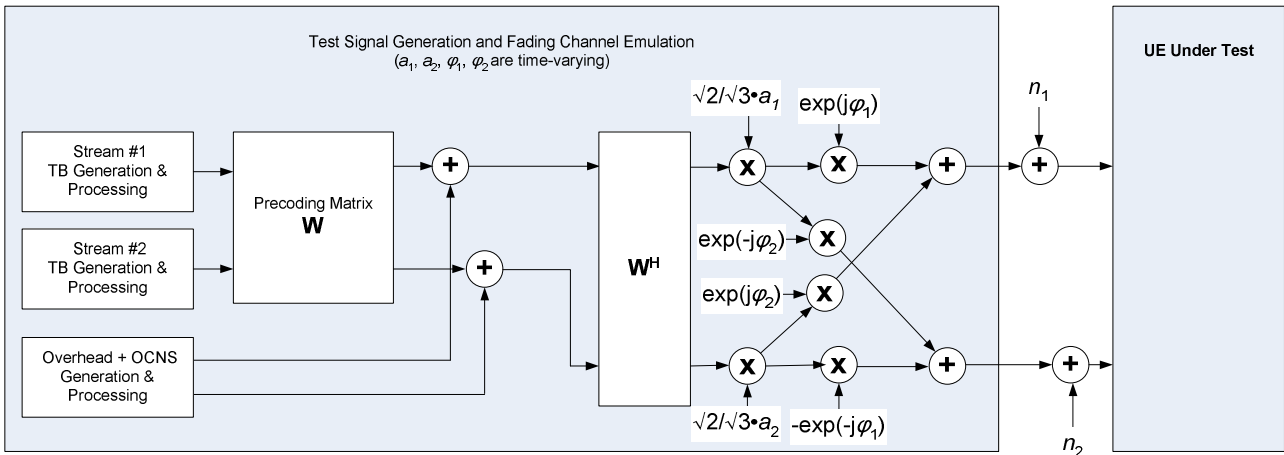 Test Signal Generation and Fading Channel Emulation
(a₁, a₂, φ₁, φ₂ are time-varying)
UE Under Test
√2/√3•a₁
exp(jφ₁)
n₁
Stream #1
TB Generation &
Processing
Precoding Matrix
W
+
x
x
+
+
Stream #2
TB Generation &
Processing
+
Wᴴ
exp(-jφ₂)
x
exp(jφ₂)
x
Overhead + OCNS
Generation &
Processing
x
x
+
+
√2/√3•a₂
-exp(-jφ₁)
n₂